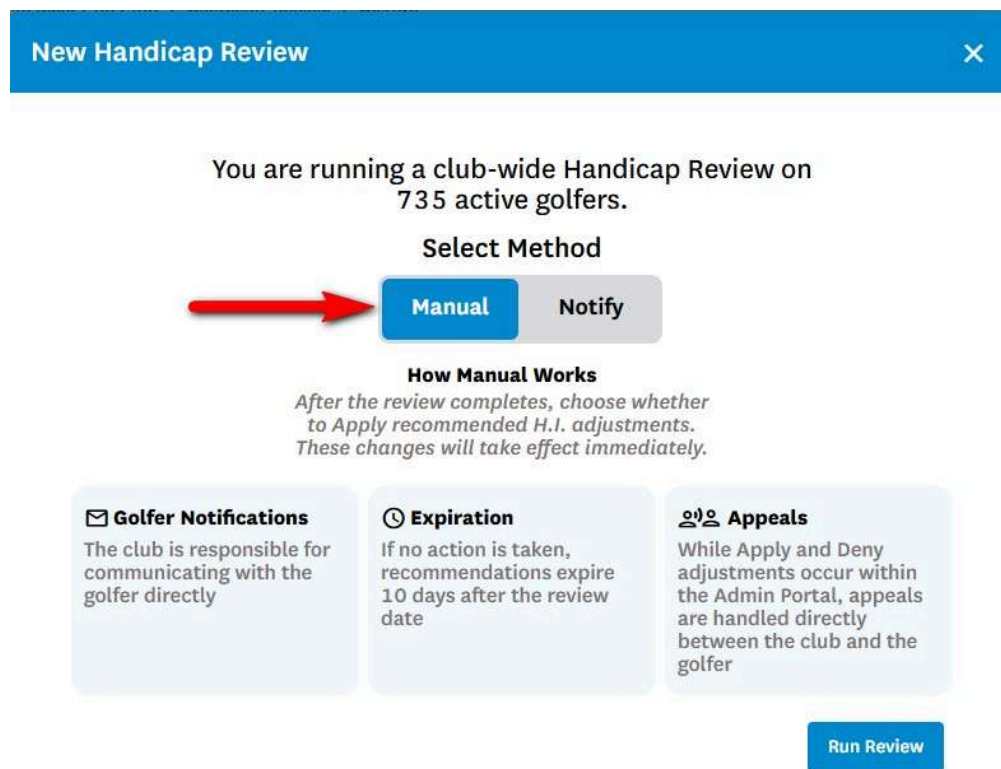 New Handicap Review
You are running a club-wide Handicap Review on
735 active golfers.
Select Method
Manual
Notify
How Manual Works
After the review completes, choose whether
to Apply recommended H.I. adjustments.
These changes will take effect immediately.
Golfer Notifications
The club is responsible for
communicating with the
golfer directly
Expiration
If no action is taken,
recommendations expire
10 days after the review
date
Appeals
While Apply and Deny
adjustments occur within
the Admin Portal, appeals
are handled directly
between the club and the
golfer
Run Review